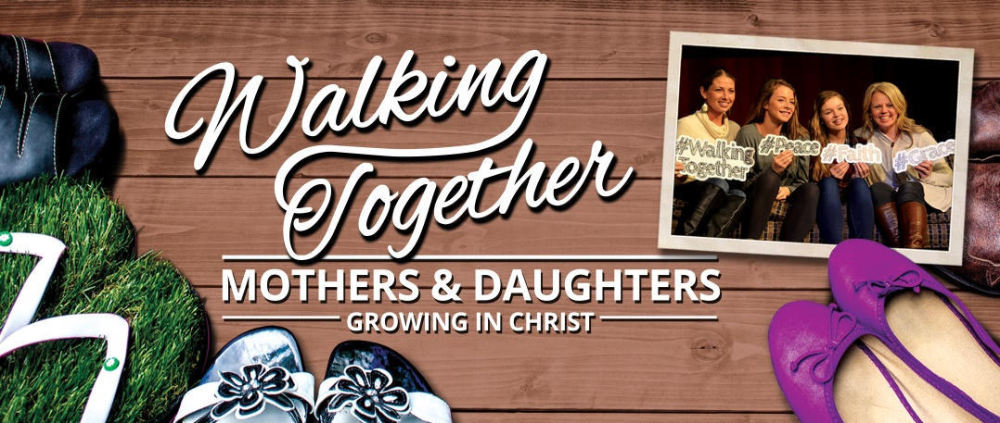 Walking
Together
MOTHERS & DAUGHTERS
GROWING IN CHRIST
#Walking
Together
#Peace
#Faith
#Grace